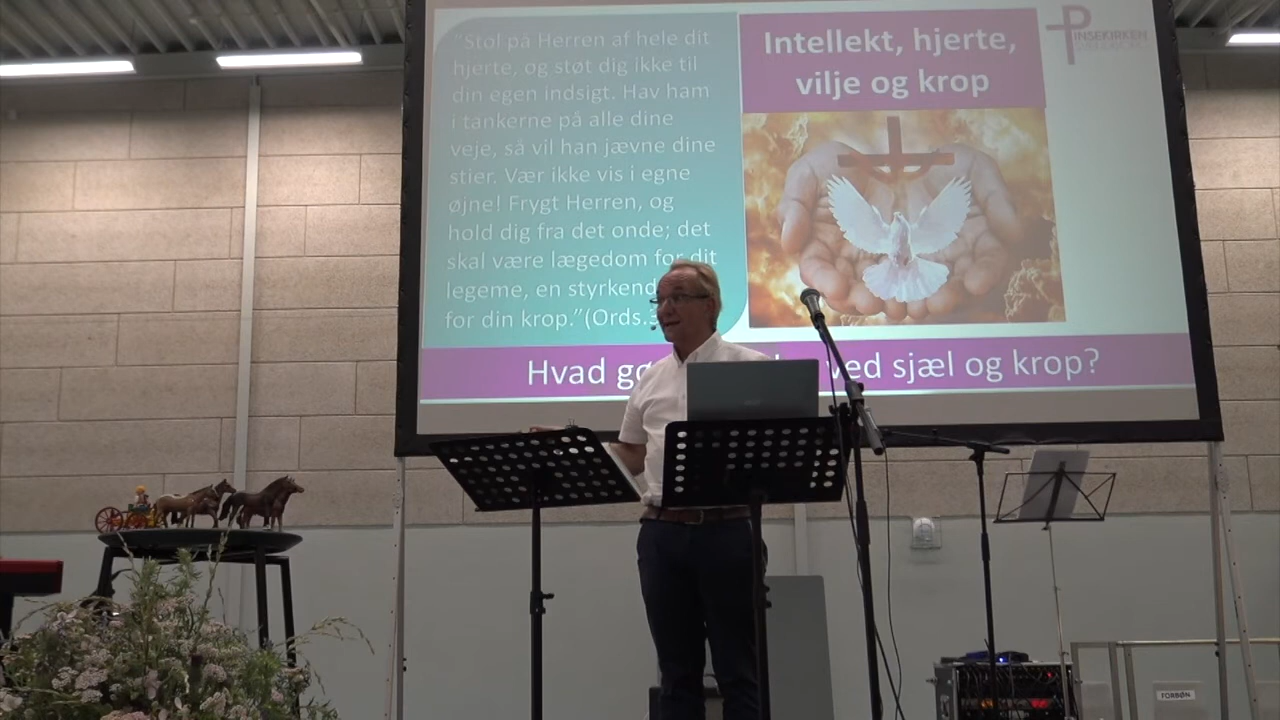 "Stol på Herren af hele dit
hjerte, og støt dig ikke til
din egen indsigt. Hav ham
i tankerne på alle dine
veje, så vil han jævne dine
stier. Vær ikke vis i egne
øjne! Frygt Herren, og
hold dig fra det onde; det
skal være lægedom for dit
legeme, en styrkend
for din krop."(Ords.3
Intellekt, hjerte,
vilje og krop
PINSEKIRKEN
Hvad gø ved sjæl og krop?
FORBØN